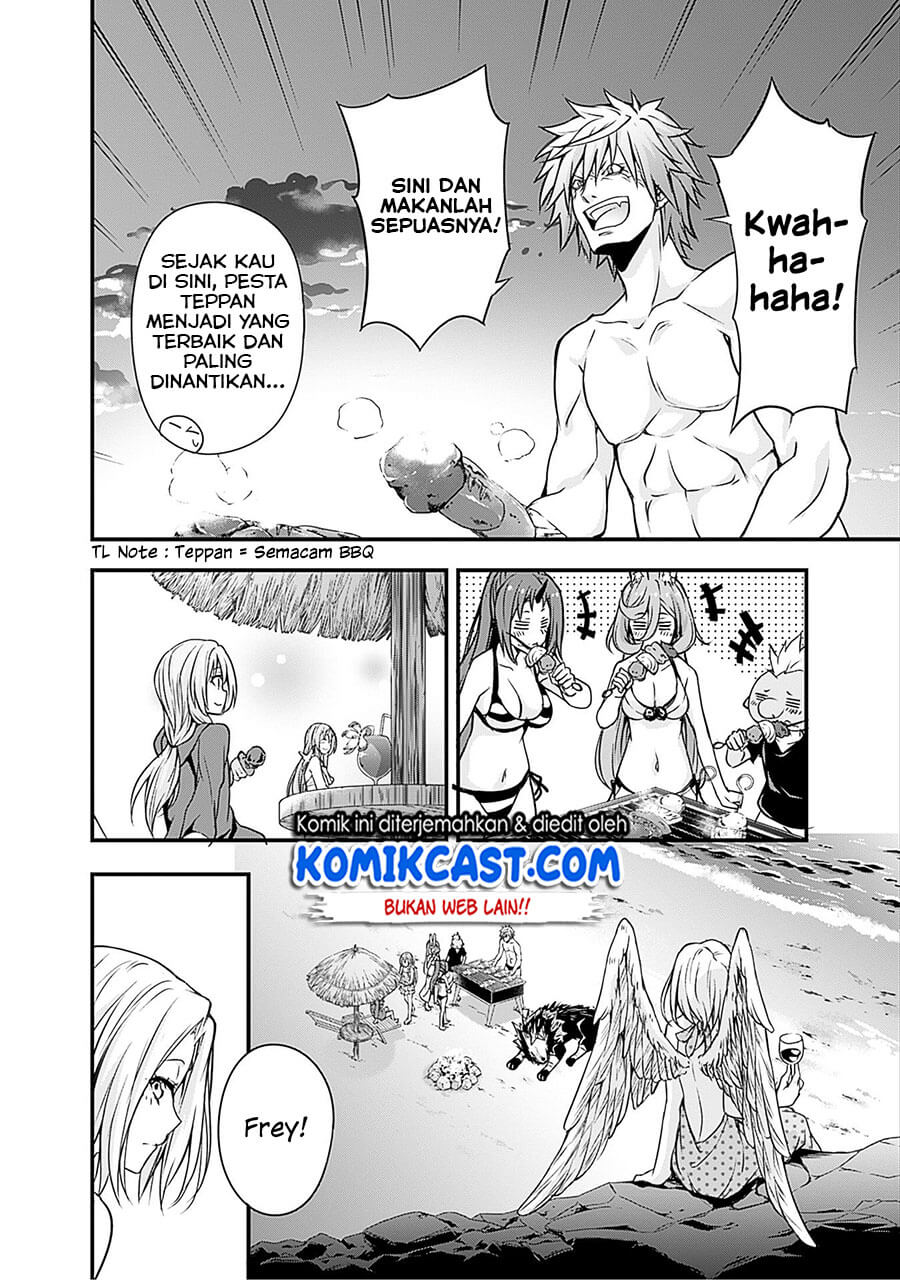 Kwah-
ha-
haha!
SINI DAN
MAKANLAH
SEPUASNYA!
SEJAK KAU
DI SINI, PESTA
TEPPAN
MENJADI YANG
TERBAIK DAN
PALING
DINANTIKAN...
TL Note : Teppan = Semacam BBQ
Komik ini diterjemahkan & diedit oleh
KOMIKCAST.COM
BUKAN WEB LAIN!!
Frey!